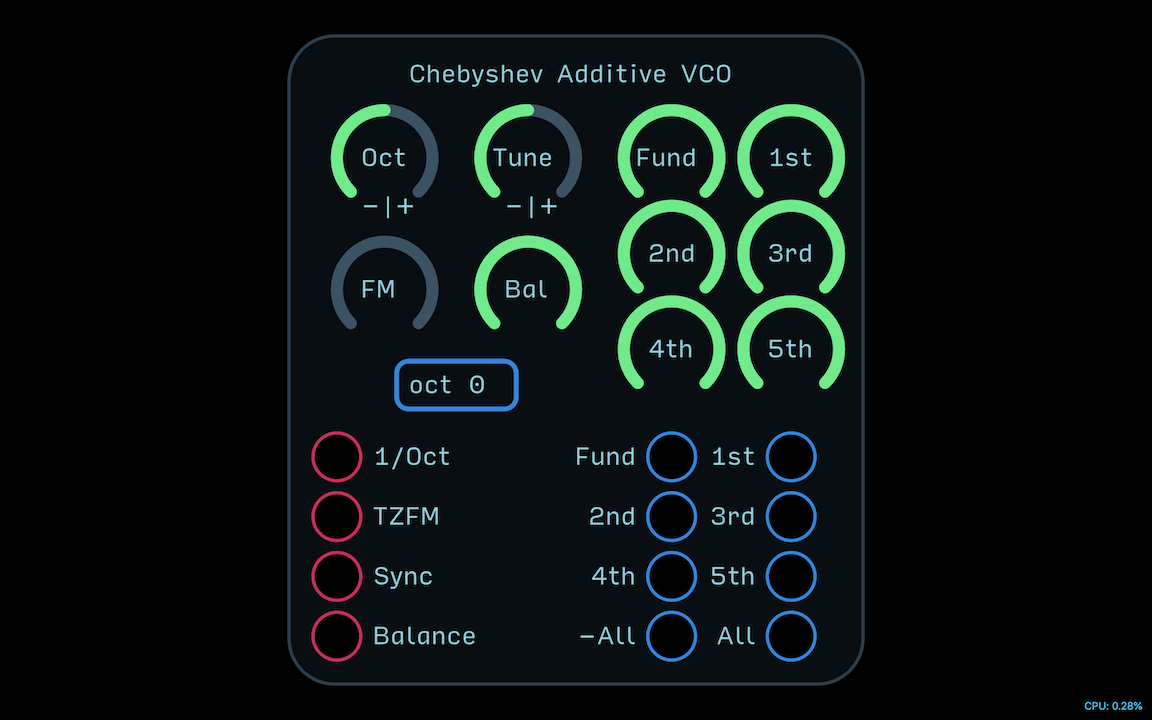 Chebyshev Additive VCO
Oct Tune Fund 1st
−|+ −|+
2nd 3rd
FM Bal
4th 5th
oct 0
1/Oct Fund 1st
TZFM 2nd 3rd
Sync 4th 5th
Balance −All All
CPU: 0.28%